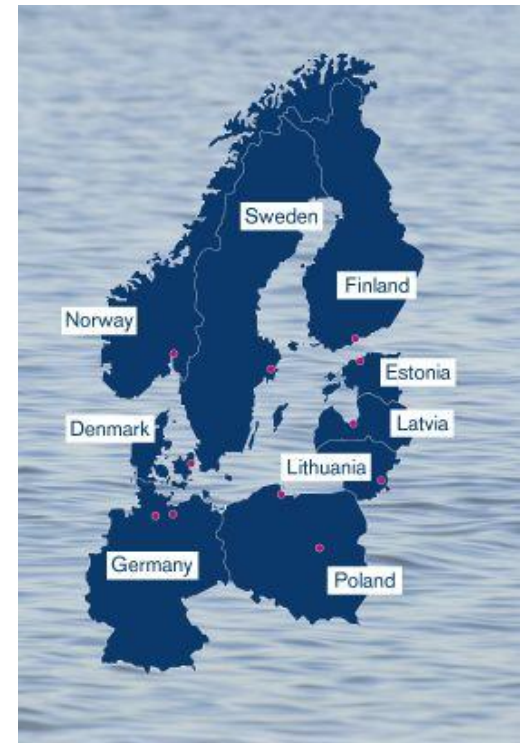 Sweden
Finland
Norway
Estonia
Denmark
Latvia
Lithuania
Germany
Poland